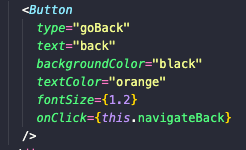 <Button
type="goBack"
text="back"
backgroundColor="black"
textColor="orange"
fontSize={1.2}
onClick={this.navigateBack}
/>